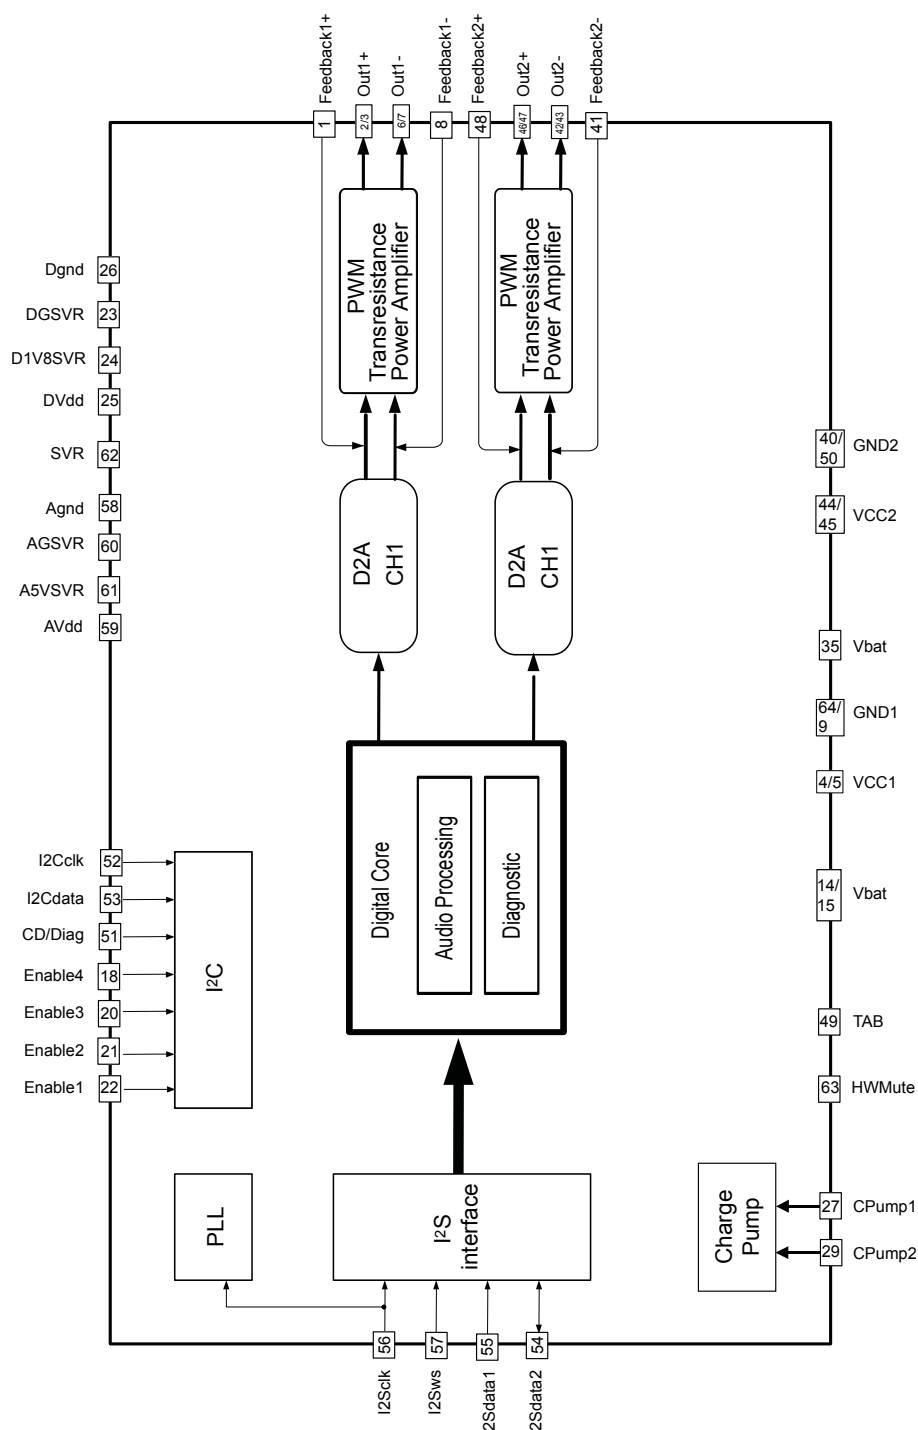 Feedback1+
Out1+
Out1-
Feedback1-
Feedback2+
Out2+
Out2-
Feedback2-
1
2/3
6/7
8
48
46/47
42/43
41
PWM
Transresistance
Power Amplifier
PWM
Transresistance
Power Amplifier
D2A
CH1
D2A
CH1
Digital Core
Audio Processing
Diagnostic
I²S
interface
PLL
I²C
Charge
Pump
Dgnd
26
DGSVR
23
D1V8SVR
24
DVdd
25
SVR
62
Agnd
58
AGSVR
60
A5VSVR
61
AVdd
59
I2Cclk
52
I2Cdata
53
CD/Diag
51
Enable4
18
Enable3
20
Enable2
21
Enable1
22
40/
50
GND2
44/
45
VCC2
35
Vbat
64/
9
GND1
4/5
VCC1
14/
15
Vbat
49
TAB
63
HWMute
27
CPump1
29
CPump2
56
57
55
54
I2Sclk
I2Sws
2Sdata1
2Sdata2